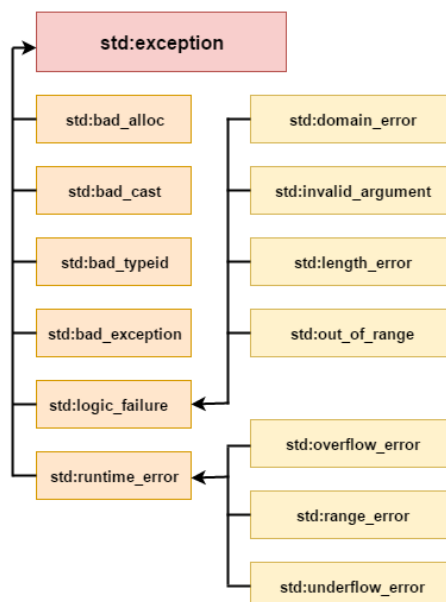 std:exception
std:bad_alloc
std:domain_error
std:bad_cast
std:invalid_argument
std:bad_typeid
std:length_error
std:bad_exception
std:out_of_range
std:logic_failure
std:overflow_error
std:runtime_error
std:range_error
std:underflow_error